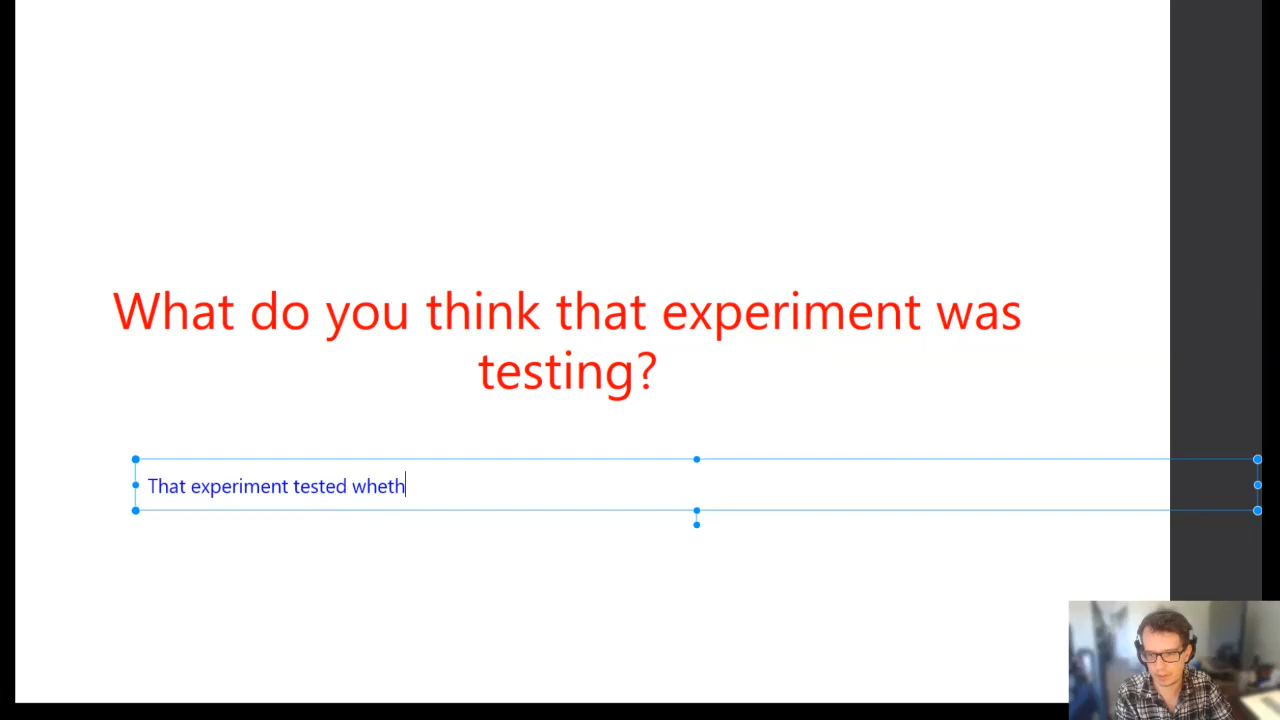 What do you think that experiment was
testing?
That experiment tested wheth